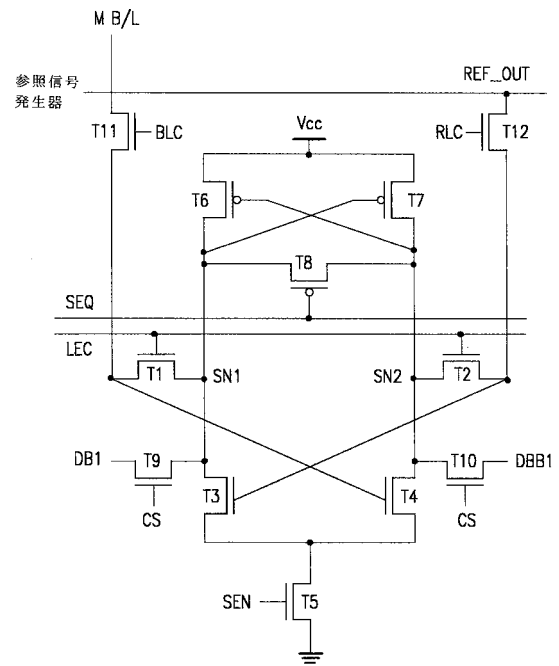 M B/L
参照信号
発生器
REF_OUT
T11
BLC
Vcc
RLC
T12
T6
T7
T8
SEQ
LEC
T1
SN1
SN2
T2
DB1
T9
T10
DBB1
CS
T3
T4
CS
SEN
T5